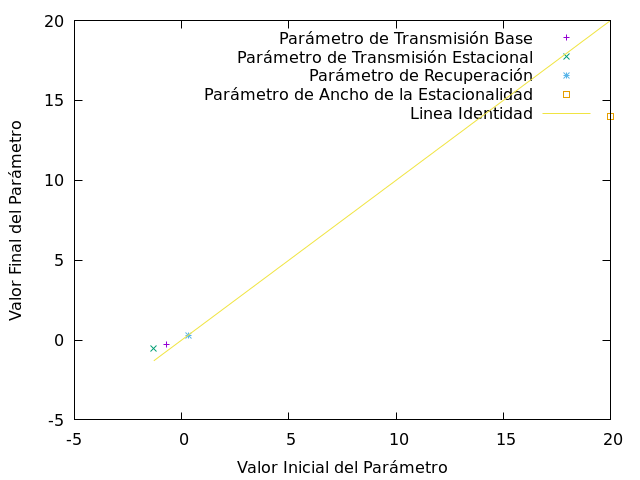 20
15
10
5
0
-5
-5
0
5
10
15
20
Valor Final del Parámetro
Valor Inicial del Parámetro
Parámetro de Transmisión Base
Parámetro de Transmisión Estacional
Parámetro de Recuperación
Parámetro de Ancho de la Estacionalidad
Linea Identidad